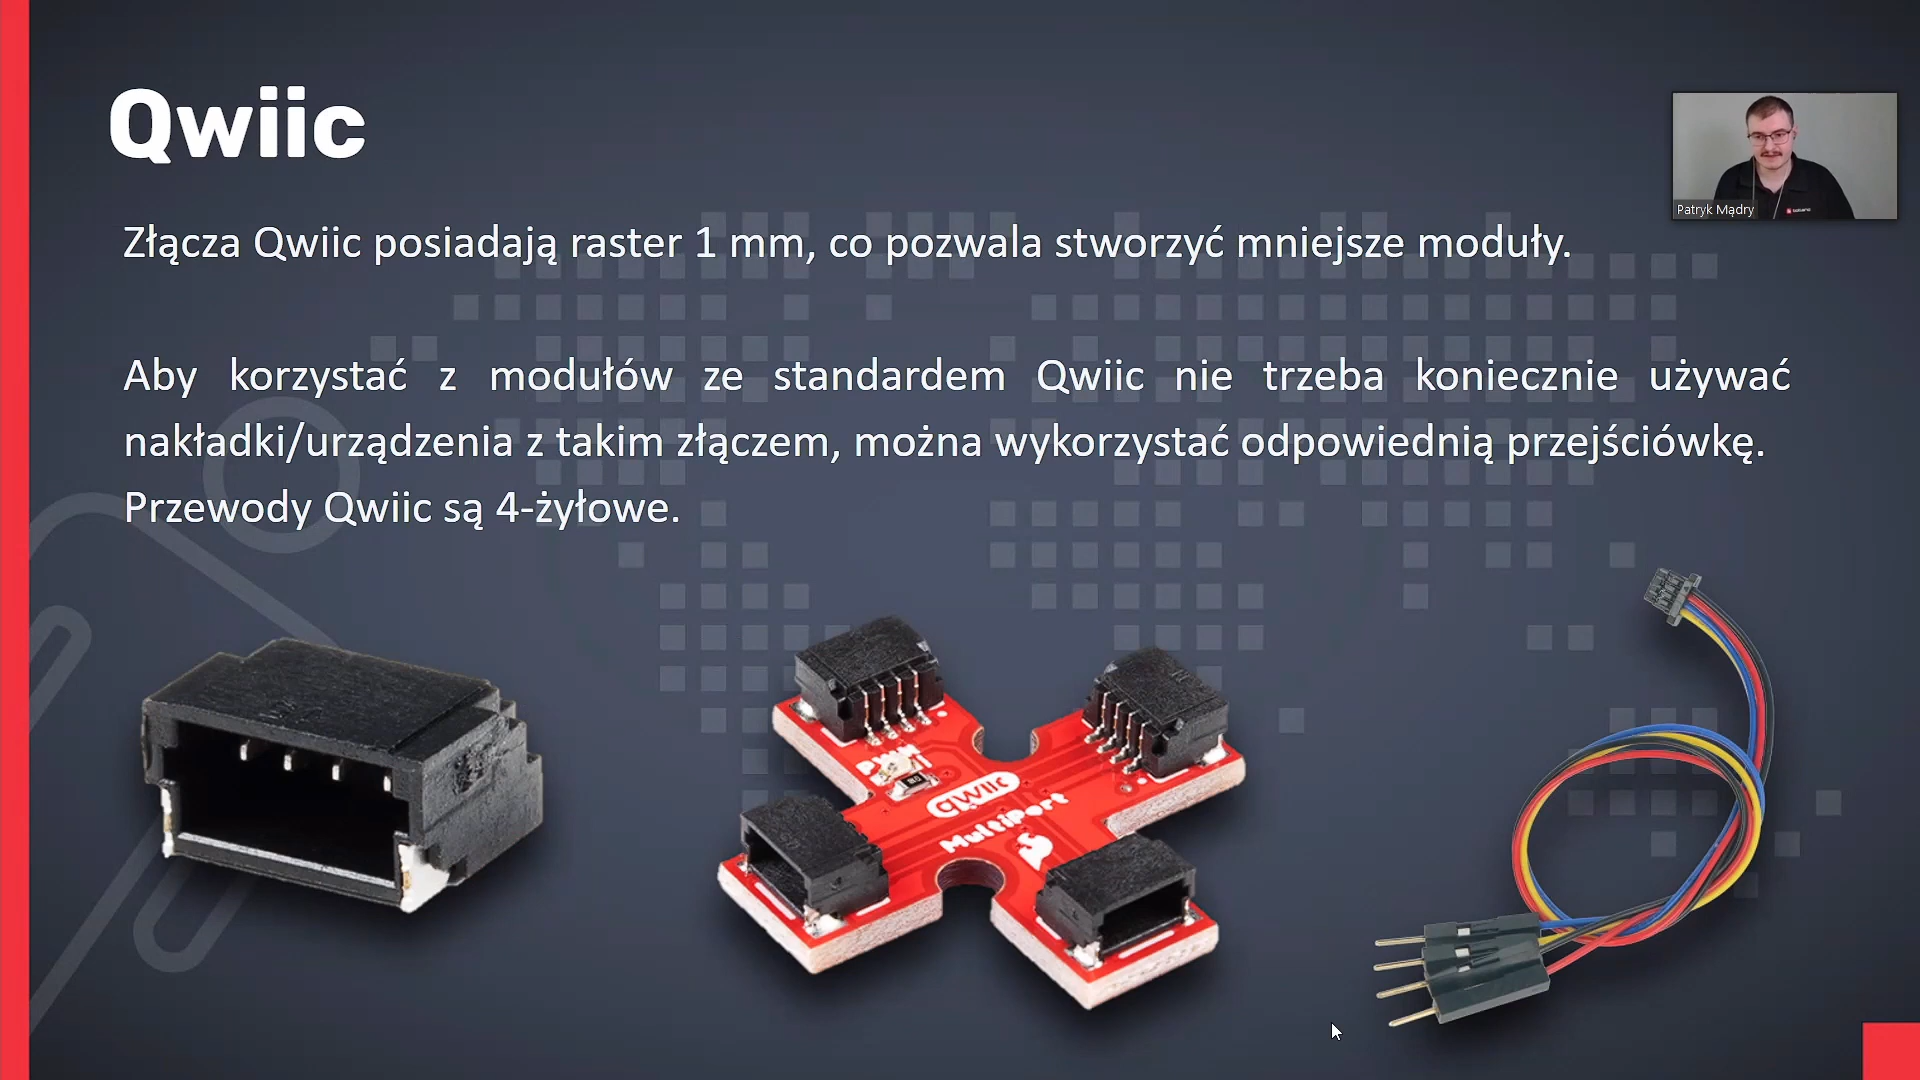 Qwiic
Patryk Mądry
Złącza Qwiic posiadają raster 1 mm, co pozwala stworzyć mniejsze moduły.
Aby korzystać z modułów ze standardem Qwiic nie trzeba koniecznie używać
nakładki/urządzenia z takim złączem, można wykorzystać odpowiednią przejściówkę.
Przewody Qwiic są 4-żyłowe.
qwiic
MultiPort